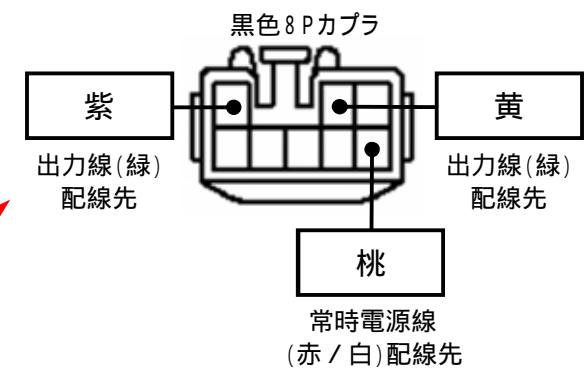 黒色8Pカプラ
紫
黄
出力線(緑)
配線先
出力線(緑)
配線先
桃
常時電源線
(赤/白)配線先